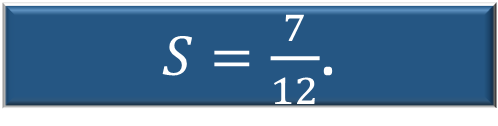 S = 7/12.